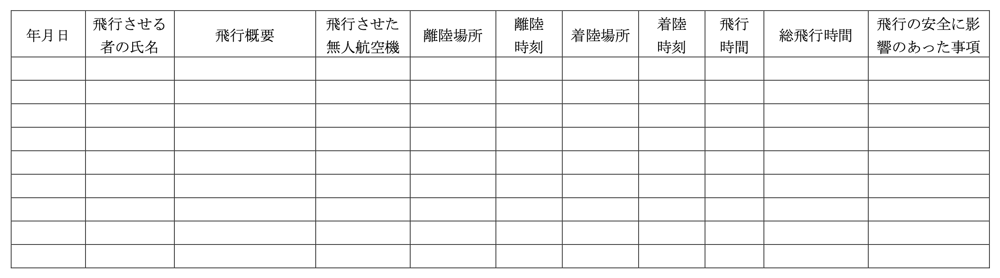 年月日
飛行させる
者の氏名
飛行概要
飛行させた
無人航空機
離陸場所
離陸
時刻
着陸場所
着陸
時刻
飛行
時間
総飛行時間
飛行の安全に影
響のあった事項